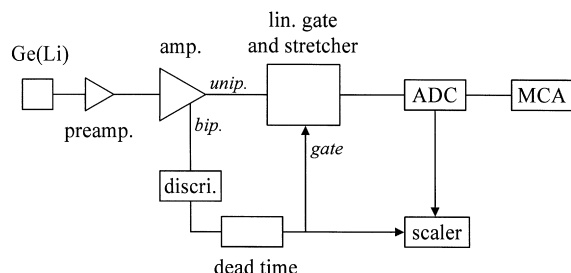 lin. gate
and stretcher
amp.
Ge(Li)
unip.
ADC
MCA
preamp.
bip.
gate
discri.
scaler
dead time